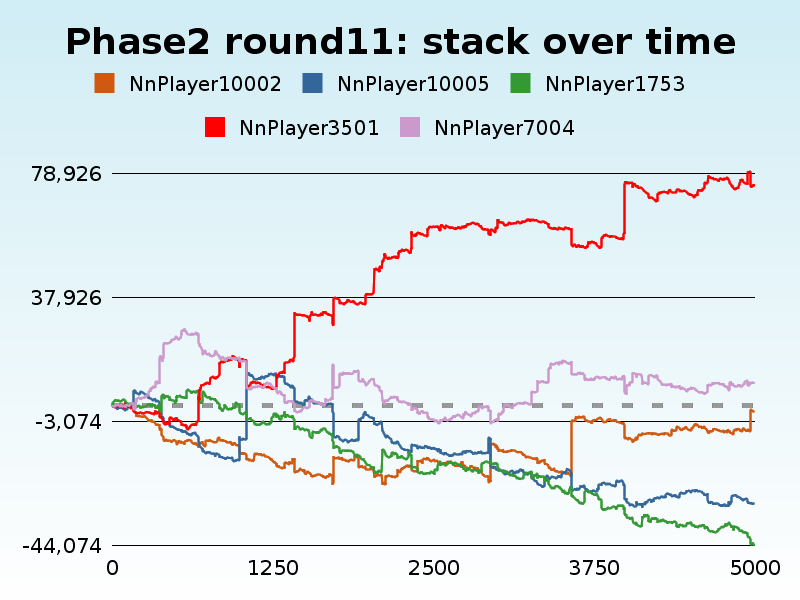 Phase2 round11: stack over time
NnPlayer10002 NnPlayer10005 NnPlayer1753
NnPlayer3501 NnPlayer7004
78,926
37,926
-3,074
-44,074
0 1250 2500 3750 5000